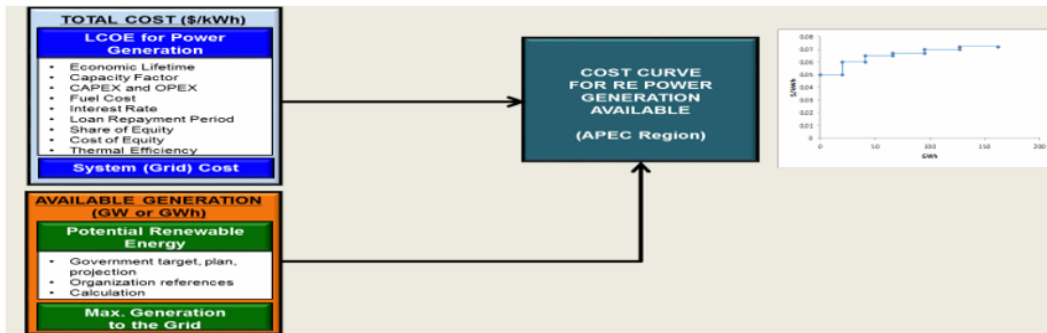 TOTAL COST ($/kWh)
LCOE for Power
Generation
• Economic Lifetime
• Capacity Factor
• CAPEX and OPEX
• Fuel Cost
• Interest Rate
• Loan Repayment Period
• Share of Equity
• Cost of Equity
• Thermal Efficiency
System (Grid) Cost
AVAILABLE GENERATION
(GW or GWh)
Potential Renewable
Energy
• Government target, plan,
projection
• Organization references
• Calculation
Max. Generation
to the Grid
COST CURVE
FOR RE POWER
GENERATION
AVAILABLE
(APEC Region)
0.08
0.07
0.06
0.05
0.04
0.03
0.02
0.01
0
$/kWh
0 50 100 150 200
GWh